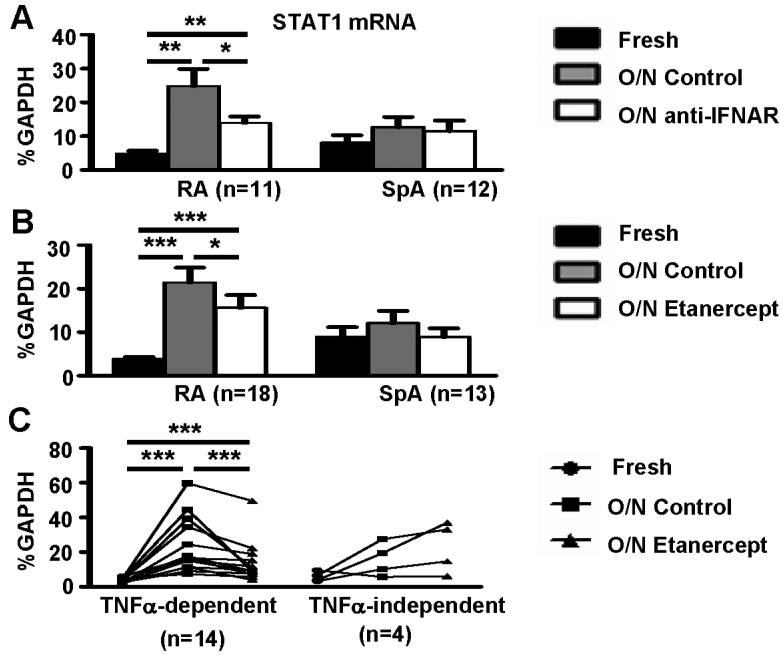 A
STAT1 mRNA
**
** *
%GAPDH
40
30
20
10
0
RA (n=11) SpA (n=12)
Fresh
O/N Control
O/N anti-IFNAR
B
***
*** *
%GAPDH
30
20
10
0
RA (n=18) SpA (n=13)
Fresh
O/N Control
O/N Etanercept
C
***
*** ***
%GAPDH
80
60
40
20
0
TNFα-dependent TNFα-independent
(n=14) (n=4)
Fresh
O/N Control
O/N Etanercept